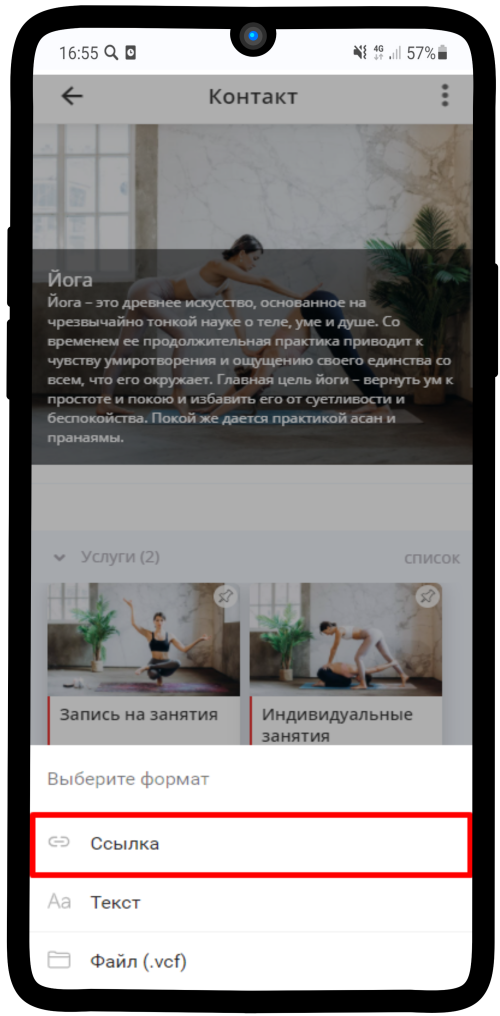 16:55
4G 57%
Контакт
Йога
Йога – это древнее искусство, основанное на
чрезвычайно тонкой науке о теле, уме и душе. Со
временем ее продолжительная практика приводит к
чувству умиротворения и ощущению своего единства со
всем, что его окружает. Главная цель йоги – вернуть ум к
простоте и покою и избавить его от суетливости и
беспокойства. Покой же дается практикой асан и
пранаямы.
Услуги (2)
список
Запись на занятия
Индивидуальные
занятия
Выберите формат
Ссылка
Aa Текст
Файл (.vcf)